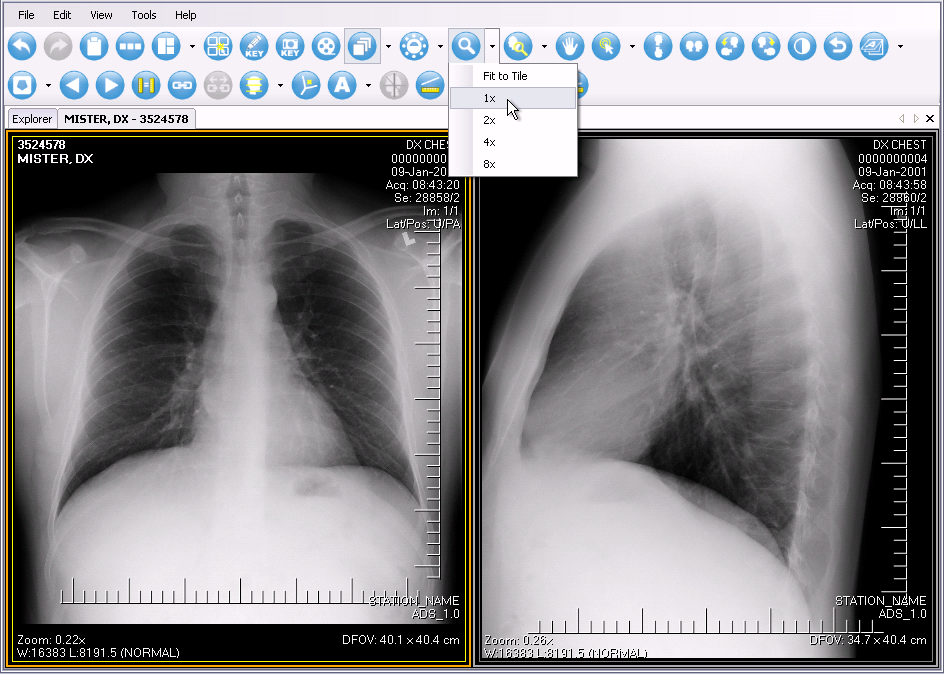 File Edit View Tools Help
KEY KEY
A
Fit to Tile
1x
2x
4x
8x
Explorer MISTER, DX - 3524578
3524578
MISTER, DX
DX CHES
00000000
09-Jan-200
Acq: 08:43:20
Se: 28858/2
Im: 1/1
Lat/Pos: U/PA
L
STATION_NAME
ADS_1.0
Zoom: 0.22x
DFOV: 40.1 x 40.4 cm
W:16383 L:8191.5 (NORMAL)
DX CHEST
0000000004
09-Jan-2001
Acq: 08:43:58
Se: 28860/2
Im: 1/1
Lat/Pos: U/LL
STATION_NAME
ADS_1.0
Zoom: 0.26x
DFOV: 34.7 x 40.4 cm
W:16383 L:8191.5 (NORMAL)